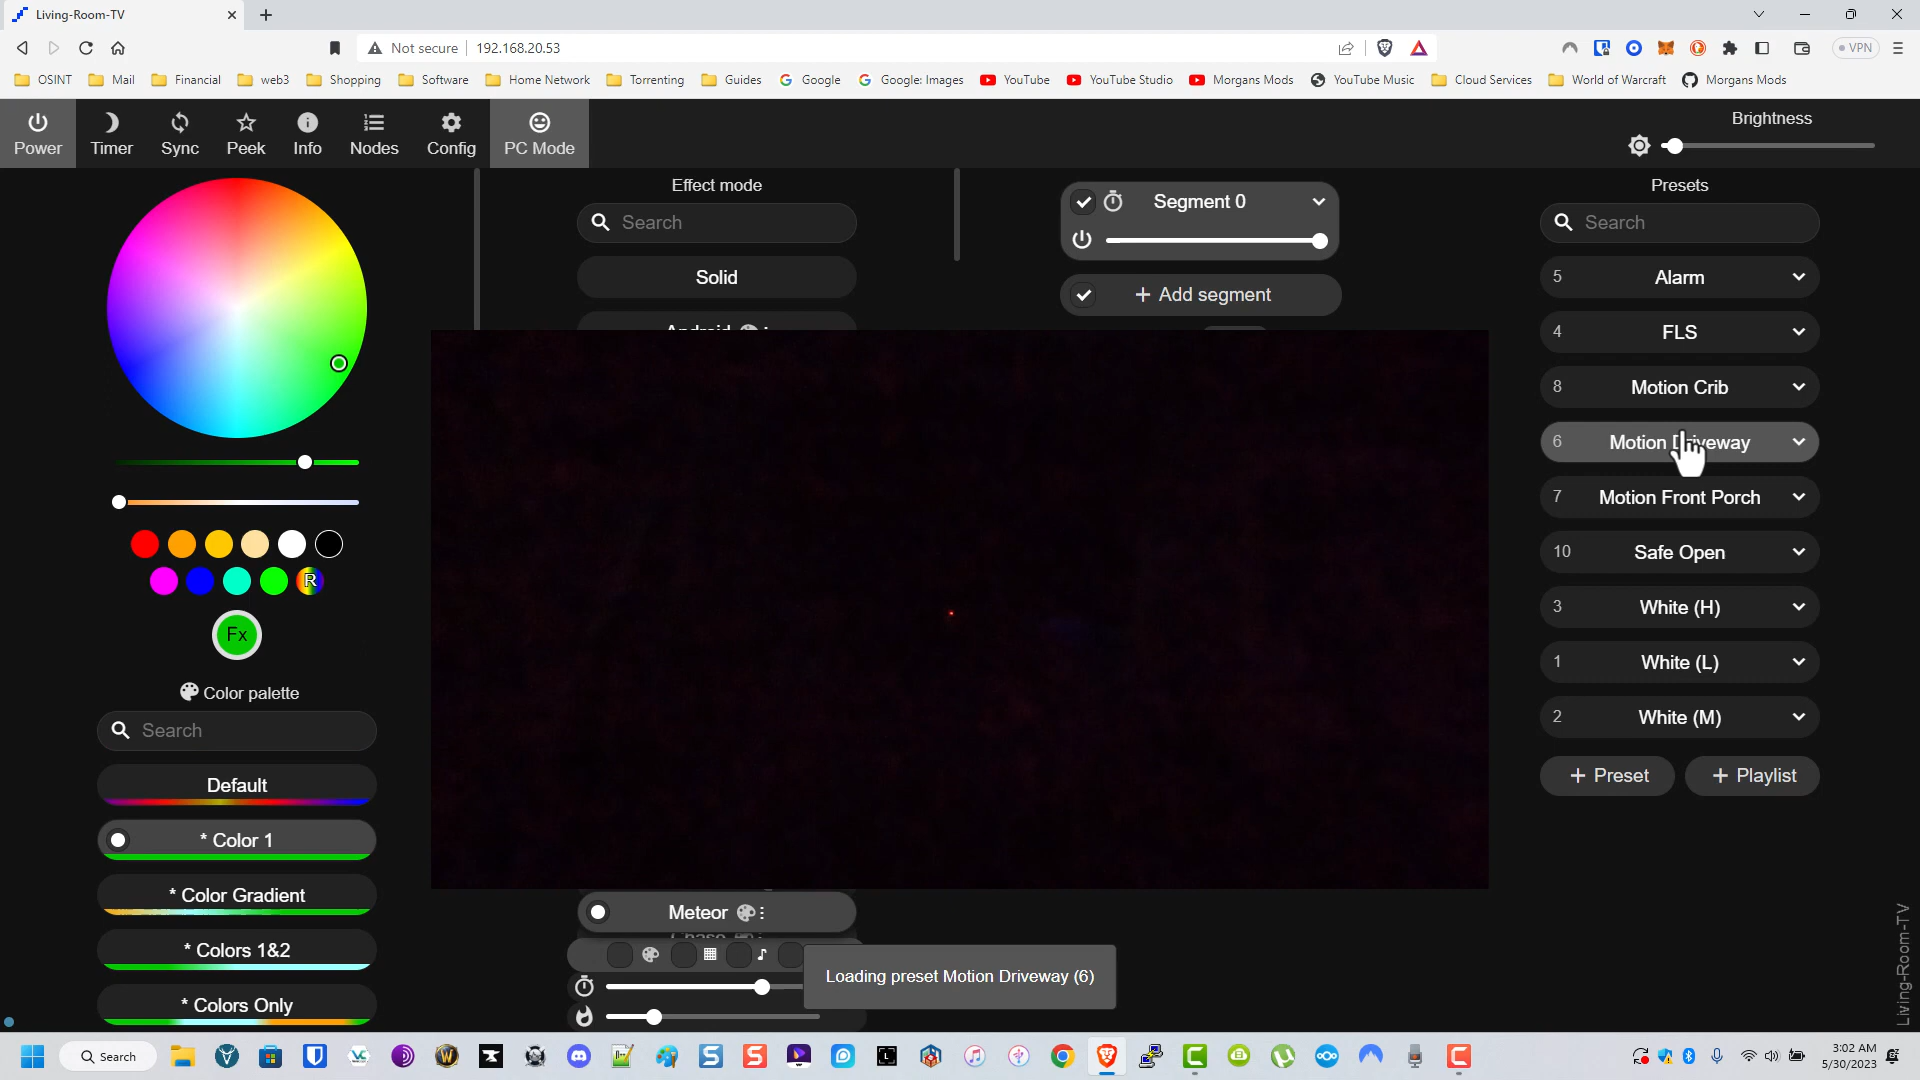 Living-Room-TV
Not secure
192.168.20.53
VPN
OSINT
Mail
Financial
web3
Shopping
Software
Home Network
Torrenting
Guides
Google
Google: Images
YouTube
YouTube Studio
Morgans Mods
YouTube Music
Cloud Services
World of Warcraft
Morgans Mods
Power
Timer
Sync
Peek
Info
Nodes
Config
PC Mode
Brightness
R
Fx
Color palette
Search
Default
* Color 1
* Color Gradient
* Colors 1&2
* Colors Only
Effect mode
Search
Solid
Android
Meteor
Chase
Loading preset Motion Driveway (6)
Segment 0
+ Add segment
Presets
Search
5 Alarm
4 FLS
8 Motion Crib
6 Motion Driveway
7 Motion Front Porch
10 Safe Open
3 White (H)
1 White (L)
2 White (M)
+ Preset
+ Playlist
Living-Room-TV
Search
3:02 AM
5/30/2023